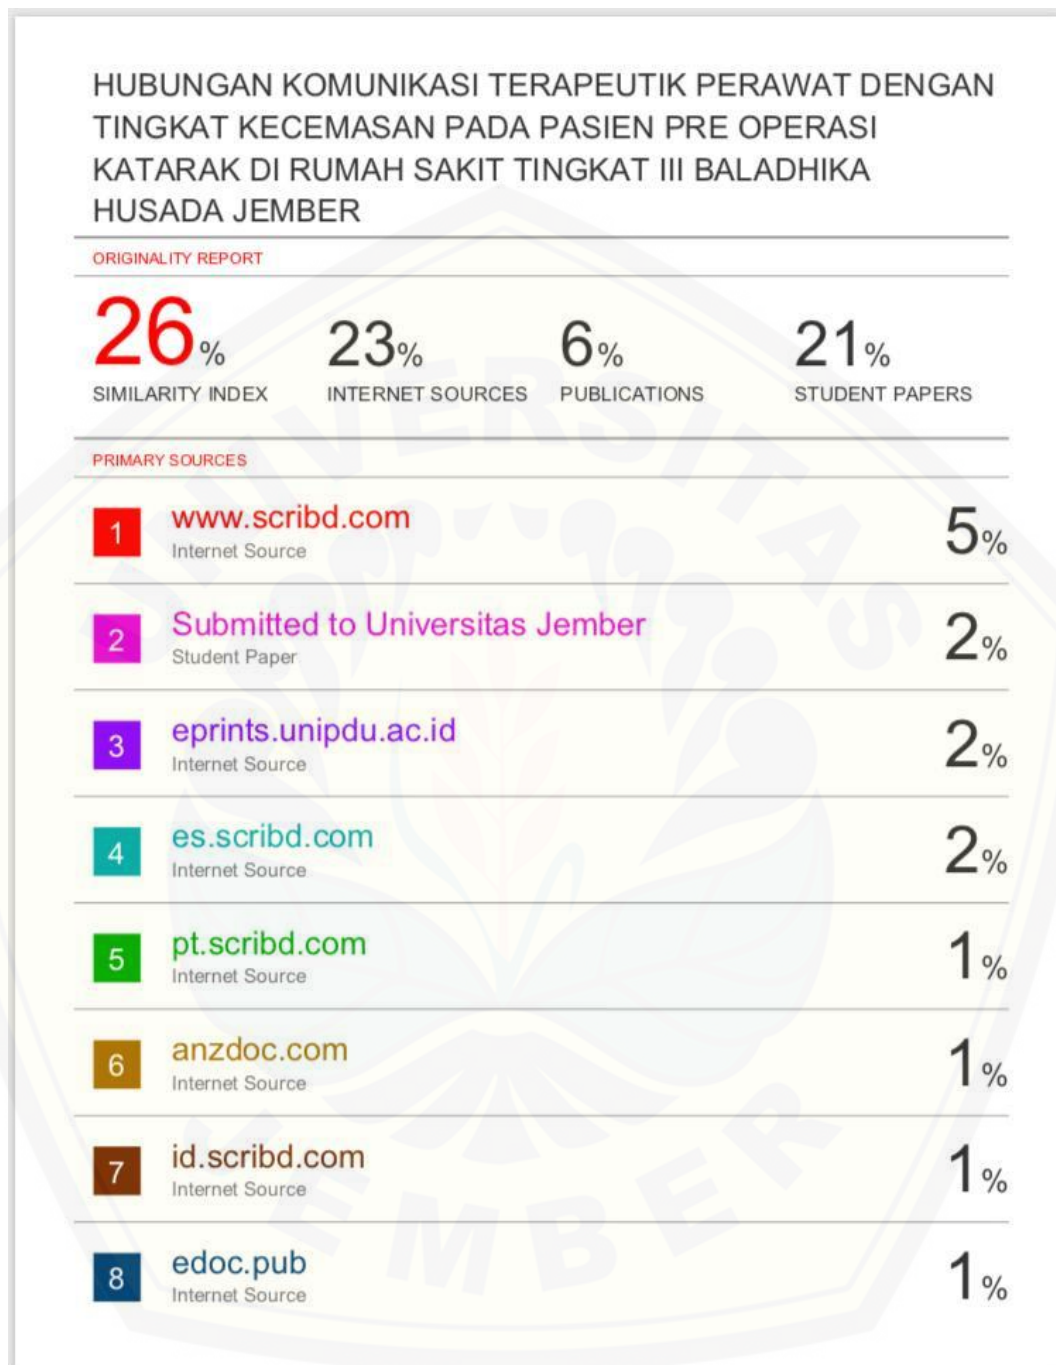 HUBUNGAN KOMUNIKASI TERAPEUTIK PERAWAT DENGAN
TINGKAT KECEMASAN PADA PASIEN PRE OPERASI
KATARAK DI RUMAH SAKIT TINGKAT III BALADHIKA
HUSADA JEMBER
ORIGINALITY REPORT
26% 23% 6% 21%
SIMILARITY INDEX INTERNET SOURCES PUBLICATIONS STUDENT PAPERS
PRIMARY SOURCES
1 www.scribd.com 5%
Internet Source
2 Submitted to Universitas Jember 2%
Student Paper
3 eprints.unipdu.ac.id 2%
Internet Source
4 es.scribd.com 2%
Internet Source
5 pt.scribd.com 1%
Internet Source
6 anzdoc.com 1%
Internet Source
7 id.scribd.com 1%
Internet Source
8 edoc.pub 1%
Internet Source
UNIVERSITAS
JEMBER